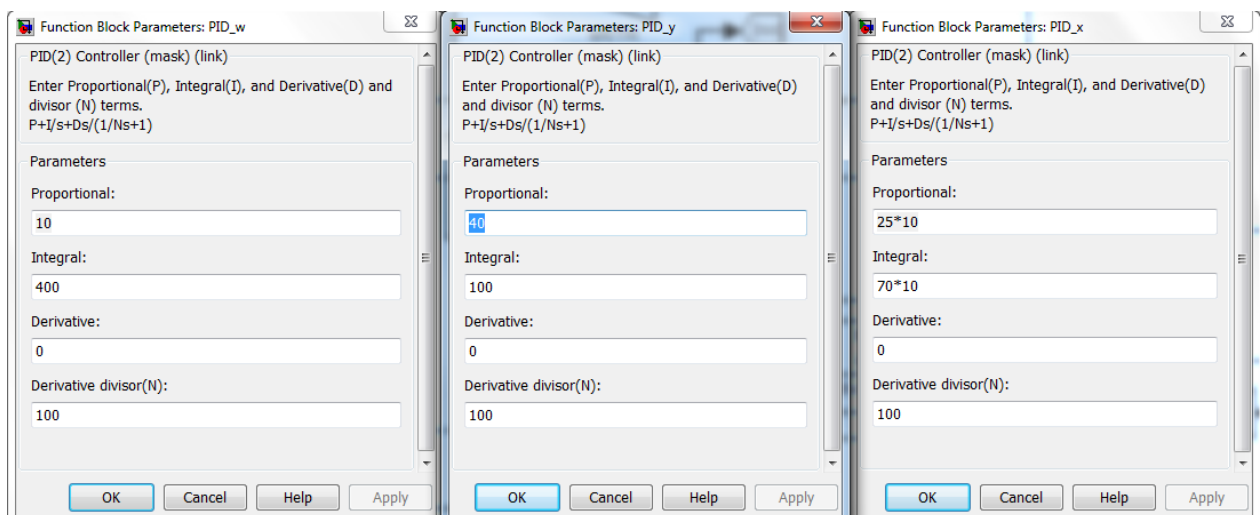 Function Block Parameters: PID_w
PID(2) Controller (mask) (link)
Enter Proportional(P), Integral(I), and Derivative(D) and
divisor (N) terms.
P+I/s+Ds/(1/Ns+1)
Parameters
Proportional:
10
Integral:
400
Derivative:
0
Derivative divisor(N):
100
OK Cancel Help Apply
Function Block Parameters: PID_y
PID(2) Controller (mask) (link)
Enter Proportional(P), Integral(I), and Derivative(D)
and divisor (N) terms.
P+I/s+Ds/(1/Ns+1)
Parameters
Proportional:
40
Integral:
100
Derivative:
0
Derivative divisor(N):
100
OK Cancel Help Apply
Function Block Parameters: PID_x
PID(2) Controller (mask) (link)
Enter Proportional(P), Integral(I), and Derivative(D)
and divisor (N) terms.
P+I/s+Ds/(1/Ns+1)
Parameters
Proportional:
25*10
Integral:
70*10
Derivative:
0
Derivative divisor(N):
100
OK Cancel Help Apply